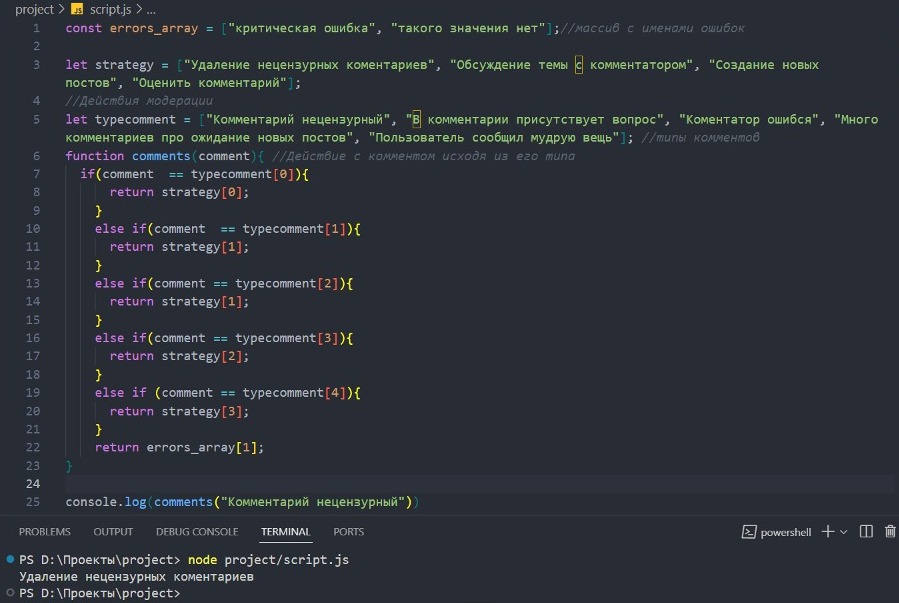 project > JS script.js > ...
1 const errors_array = ["критическая ошибка", "такого значения нет"];//массив с именами ошибок
2
3 let strategy = ["Удаление нецензурных коментариев", "Обсуждение темы с комментатором", "Создание новых
постов", "Оценить комментарий"];
4 //Действия модерации
5 let typecomment = ["Комментарий нецензурный", "В комментарии присутствует вопрос", "Коментатор ошибся", "Много
комментариев про ожидание новых постов", "Пользователь сообщил мудрую вещь"]; //типы комментов
6 function comments(comment){ //Действие с комментом исходя из его типа
7 if(comment  == typecomment[0]){
8 return strategy[0];
9 }
10 else if(comment  == typecomment[1]){
11 return strategy[1];
12 }
13 else if(comment == typecomment[2]){
14 return strategy[1];
15 }
16 else if(comment == typecomment[3]){
17 return strategy[2];
18 }
19 else if (comment == typecomment[4]){
20 return strategy[3];
21 }
22 return errors_array[1];
23 }
24
25 console.log(comments("Комментарий нецензурный"))
PROBLEMS OUTPUT DEBUG CONSOLE TERMINAL PORTS powershell
PS D:\Проекты\project> node project/script.js
Удаление нецензурных коментариев
PS D:\Проекты\project>